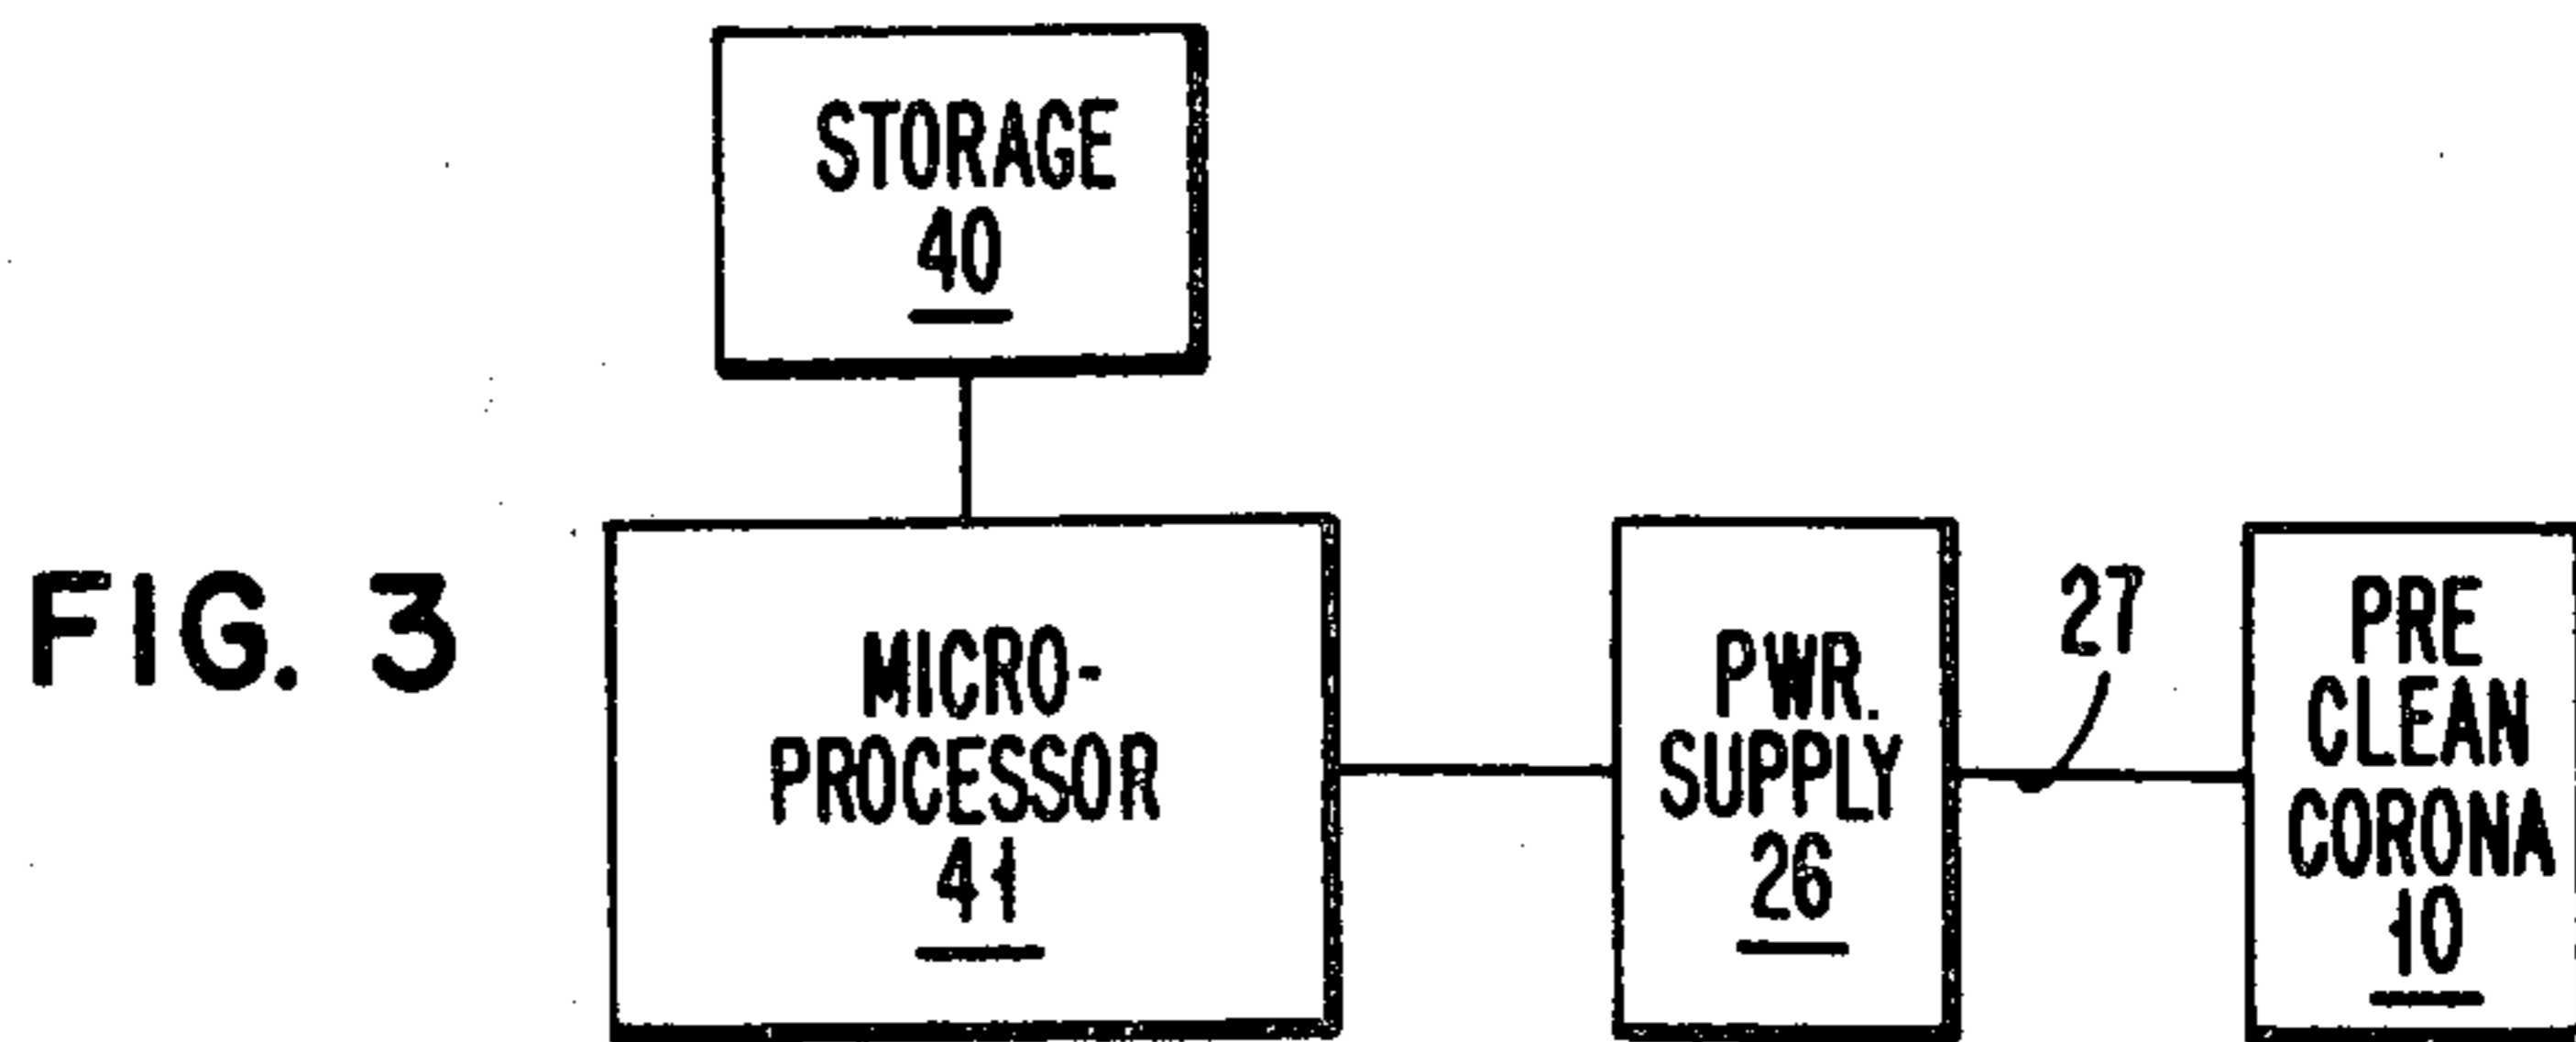 STORAGE
40
FIG. 3
MICRO-
PROCESSOR
41
PWR.
SUPPLY
26
27
PRE
CLEAN
CORONA
10